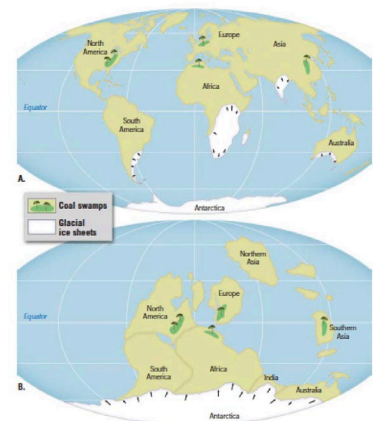 North
America
Europe
Asia
Africa
Equator
South
America
Australia
A.
Antarctica
Coal swamps
Glacial
ice sheets
Northern
Asia
North
America
Europe
Equator
Southern
Asia
South
America
Africa
India
Australia
B.
Antarctica